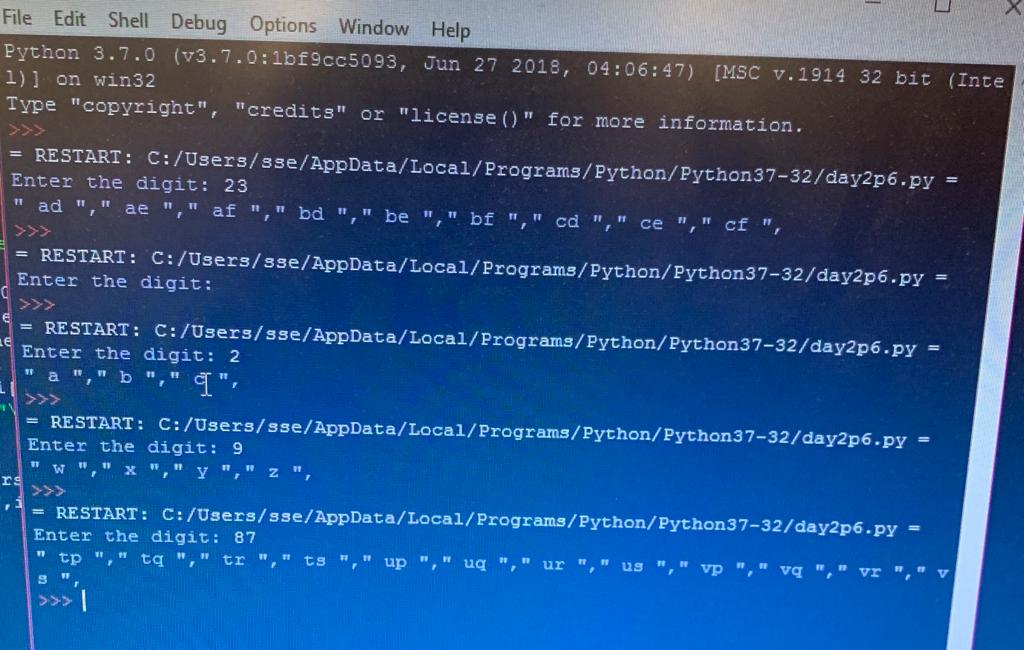 File Edit Shell Debug Options Window Help
Python 3.7.0 (v3.7.0:1bf9cc5093, Jun 27 2018, 04:06:47) [MSC v.1914 32 bit (Inte
l)] on win32
Type "copyright", "credits" or "license()" for more information.
>>>
= RESTART: C:/Users/sse/AppData/Local/Programs/Python/Python37-32/day2p6.py =
Enter the digit: 23
" ad "," ae "," af "," bd "," be "," bf "," cd "," ce "," cf ",
>>>
= RESTART: C:/Users/sse/AppData/Local/Programs/Python/Python37-32/day2p6.py =
Enter the digit:
>>>
= RESTART: C:/Users/sse/AppData/Local/Programs/Python/Python37-32/day2p6.py =
Enter the digit: 2
" a "," b "," c ",
>>>
= RESTART: C:/Users/sse/AppData/Local/Programs/Python/Python37-32/day2p6.py =
Enter the digit: 9
" w "," x "," y "," z ",
>>>
= RESTART: C:/Users/sse/AppData/Local/Programs/Python/Python37-32/day2p6.py =
Enter the digit: 87
" tp "," tq "," tr "," ts "," up "," uq "," ur "," us "," vp "," vq "," vr "," v
s ",
>>>